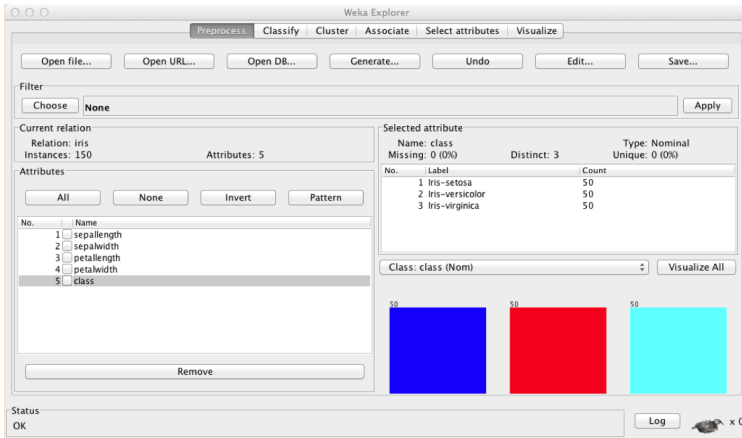 Weka Explorer
Preprocess Classify Cluster Associate Select attributes Visualize
Open file... Open URL... Open DB... Generate... Undo Edit... Save...
Filter
Choose None Apply
Current relation
Relation: iris
Instances: 150 Attributes: 5
Selected attribute
Name: class Type: Nominal
Missing: 0 (0%) Distinct: 3 Unique: 0 (0%)
Attributes
All None Invert Pattern
No. Name
1 sepallength
2 sepalwidth
3 petallength
4 petalwidth
5 class
Remove
No. Label Count
1 Iris-setosa 50
2 Iris-versicolor 50
3 Iris-virginica 50
Class: class (Nom) Visualize All
50 50 50
Status
OK
Log x 0